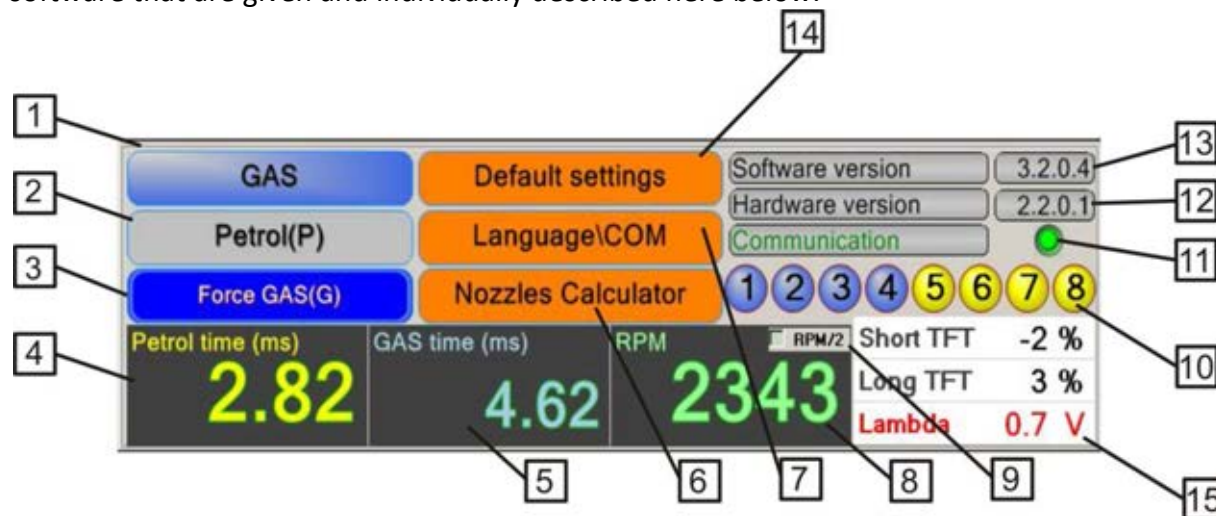 software that are given and individually described here below:
14
1
GAS
Default settings
Software version
3.2.0.4
13
2
Petrol(P)
Language\COM
Hardware version
2.2.0.1
12
Communication
11
3
Force GAS(G)
Nozzles Calculator
1 2 3 4 5 6 7 8
4
Petrol time (ms)
GAS time (ms)
RPM
RPM/2
Short TFT -2 %
10
2.82
4.62
2343
Long TFT 3 %
Lambda 0.7 V
5
6
7
8
9
15